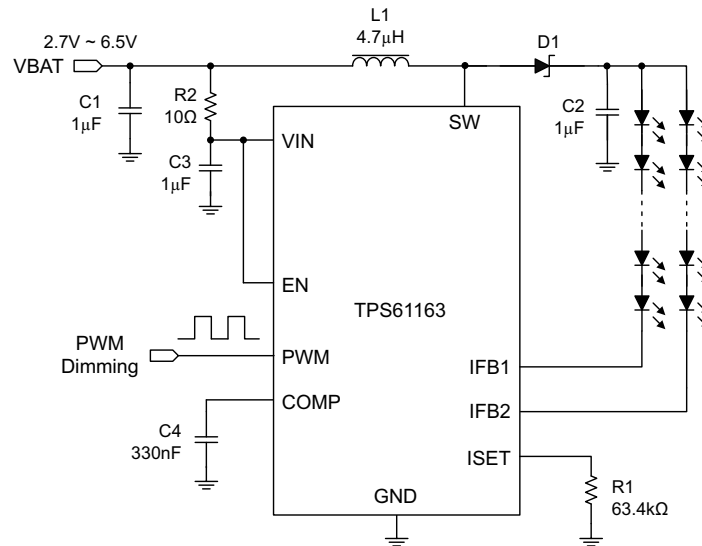 L1
4.7µH
D1
2.7V ~ 6.5V
VBAT
C1
1µF
R2
10Ω
C2
1µF
SW
VIN
C3
1µF
EN
TPS61163
PWM
Dimming
PWM
IFB1
COMP
IFB2
C4
330nF
ISET
R1
63.4kΩ
GND